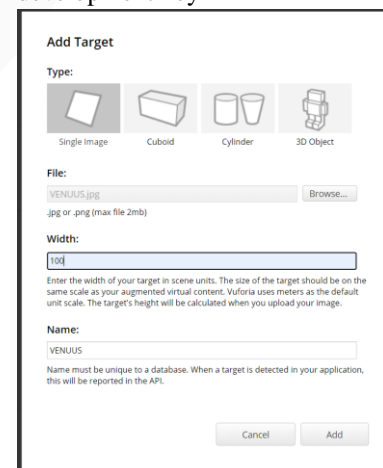 Add Target
Type:
Single Image Cuboid Cylinder 3D Object
File:
VENUUS.jpg Browse...
.jpg or .png (max file 2mb)
Width:
100
Enter the width of your target in scene units. The size of the target should be on the
same scale as your augmented virtual content. Vuforia uses meters as the default
unit scale. The target's height will be calculated when you upload your image.
Name:
VENUUS
Name must be unique to a database. When a target is detected in your application,
this will be reported in the API.
Cancel Add